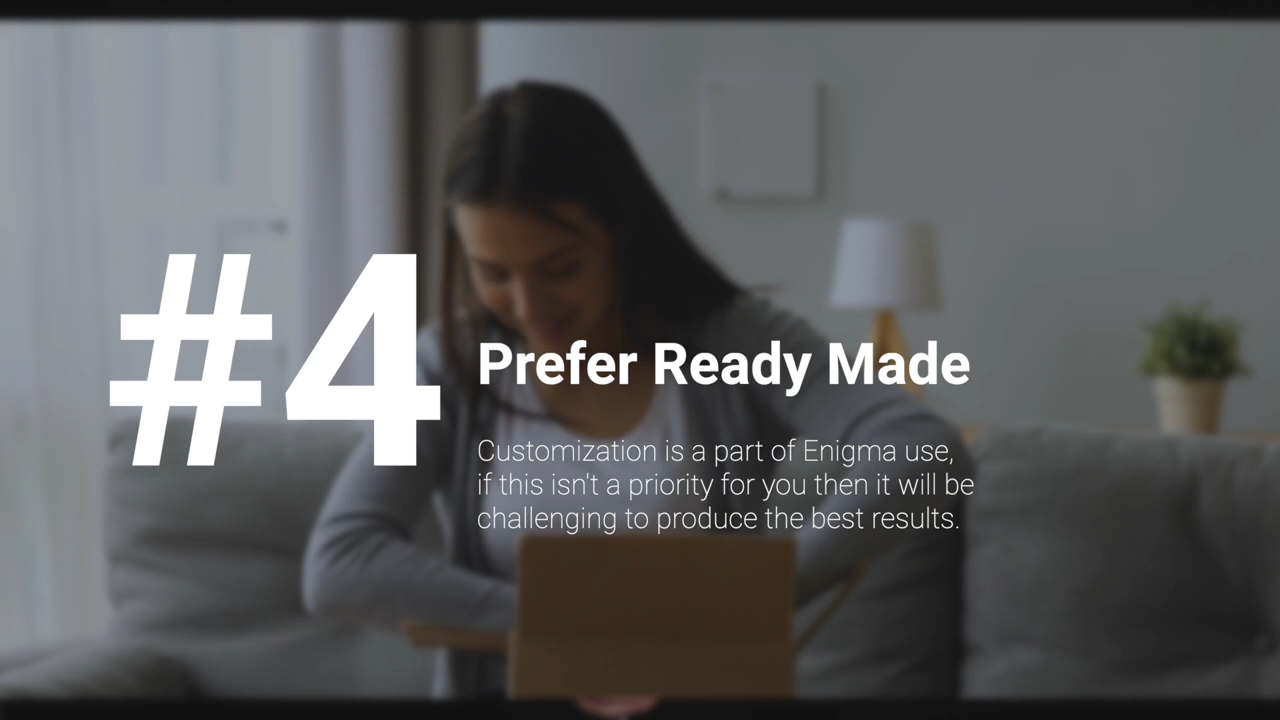 #4
Prefer Ready Made
Customization is a part of Enigma use,
if this isn't a priority for you then it will be
challenging to produce the best results.